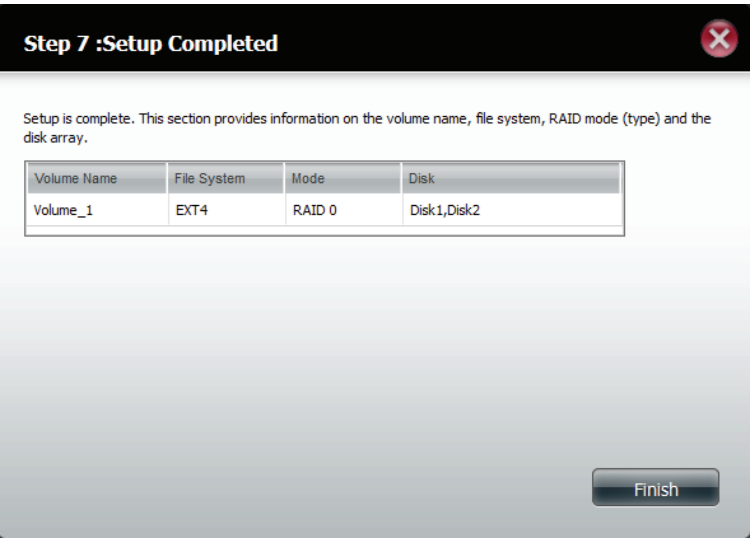 Step 7 :Setup Completed
Setup is complete. This section provides information on the volume name, file system, RAID mode (type) and the
disk array.
Volume Name File System Mode Disk
Volume_1 EXT4 RAID 0 Disk1,Disk2
Finish